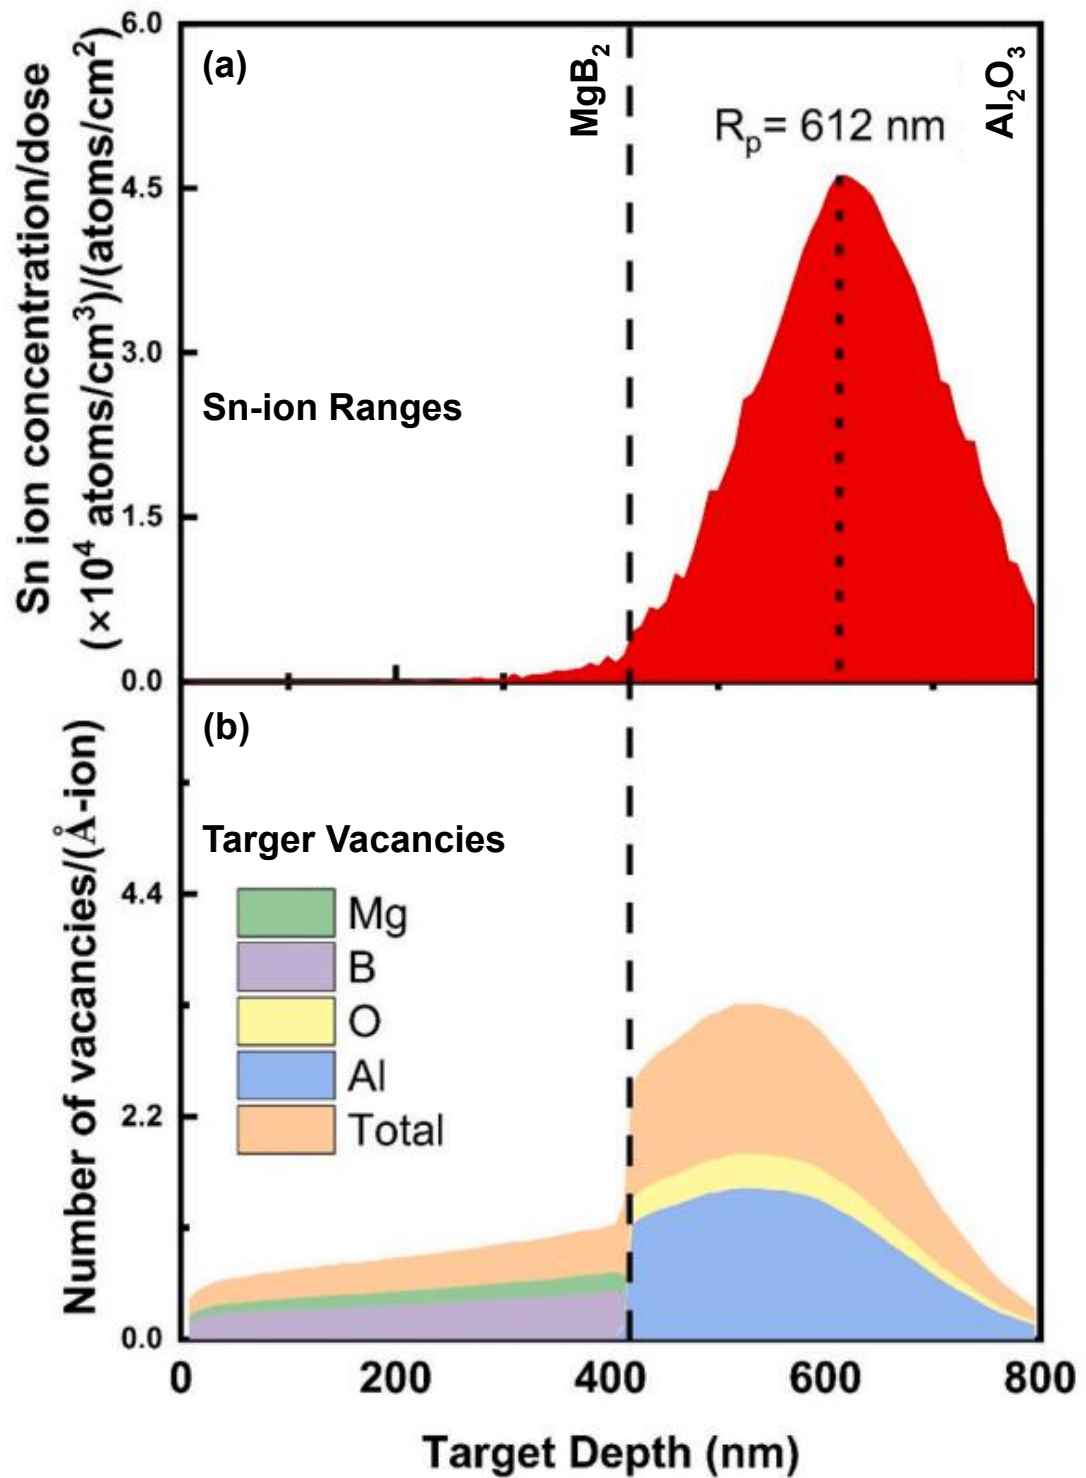 (a)
MgB2
Al2O3
Rp= 612 nm
Sn-ion Ranges
Sn ion concentration/dose
(×10^4 atoms/cm^3)/(atoms/cm^2)
6.0
4.5
3.0
1.5
0.0
(b)
Targer Vacancies
Mg
B
O
Al
Total
Number of vacancies/(Å-ion)
4.4
2.2
0.0
0 200 400 600 800
Target Depth (nm)